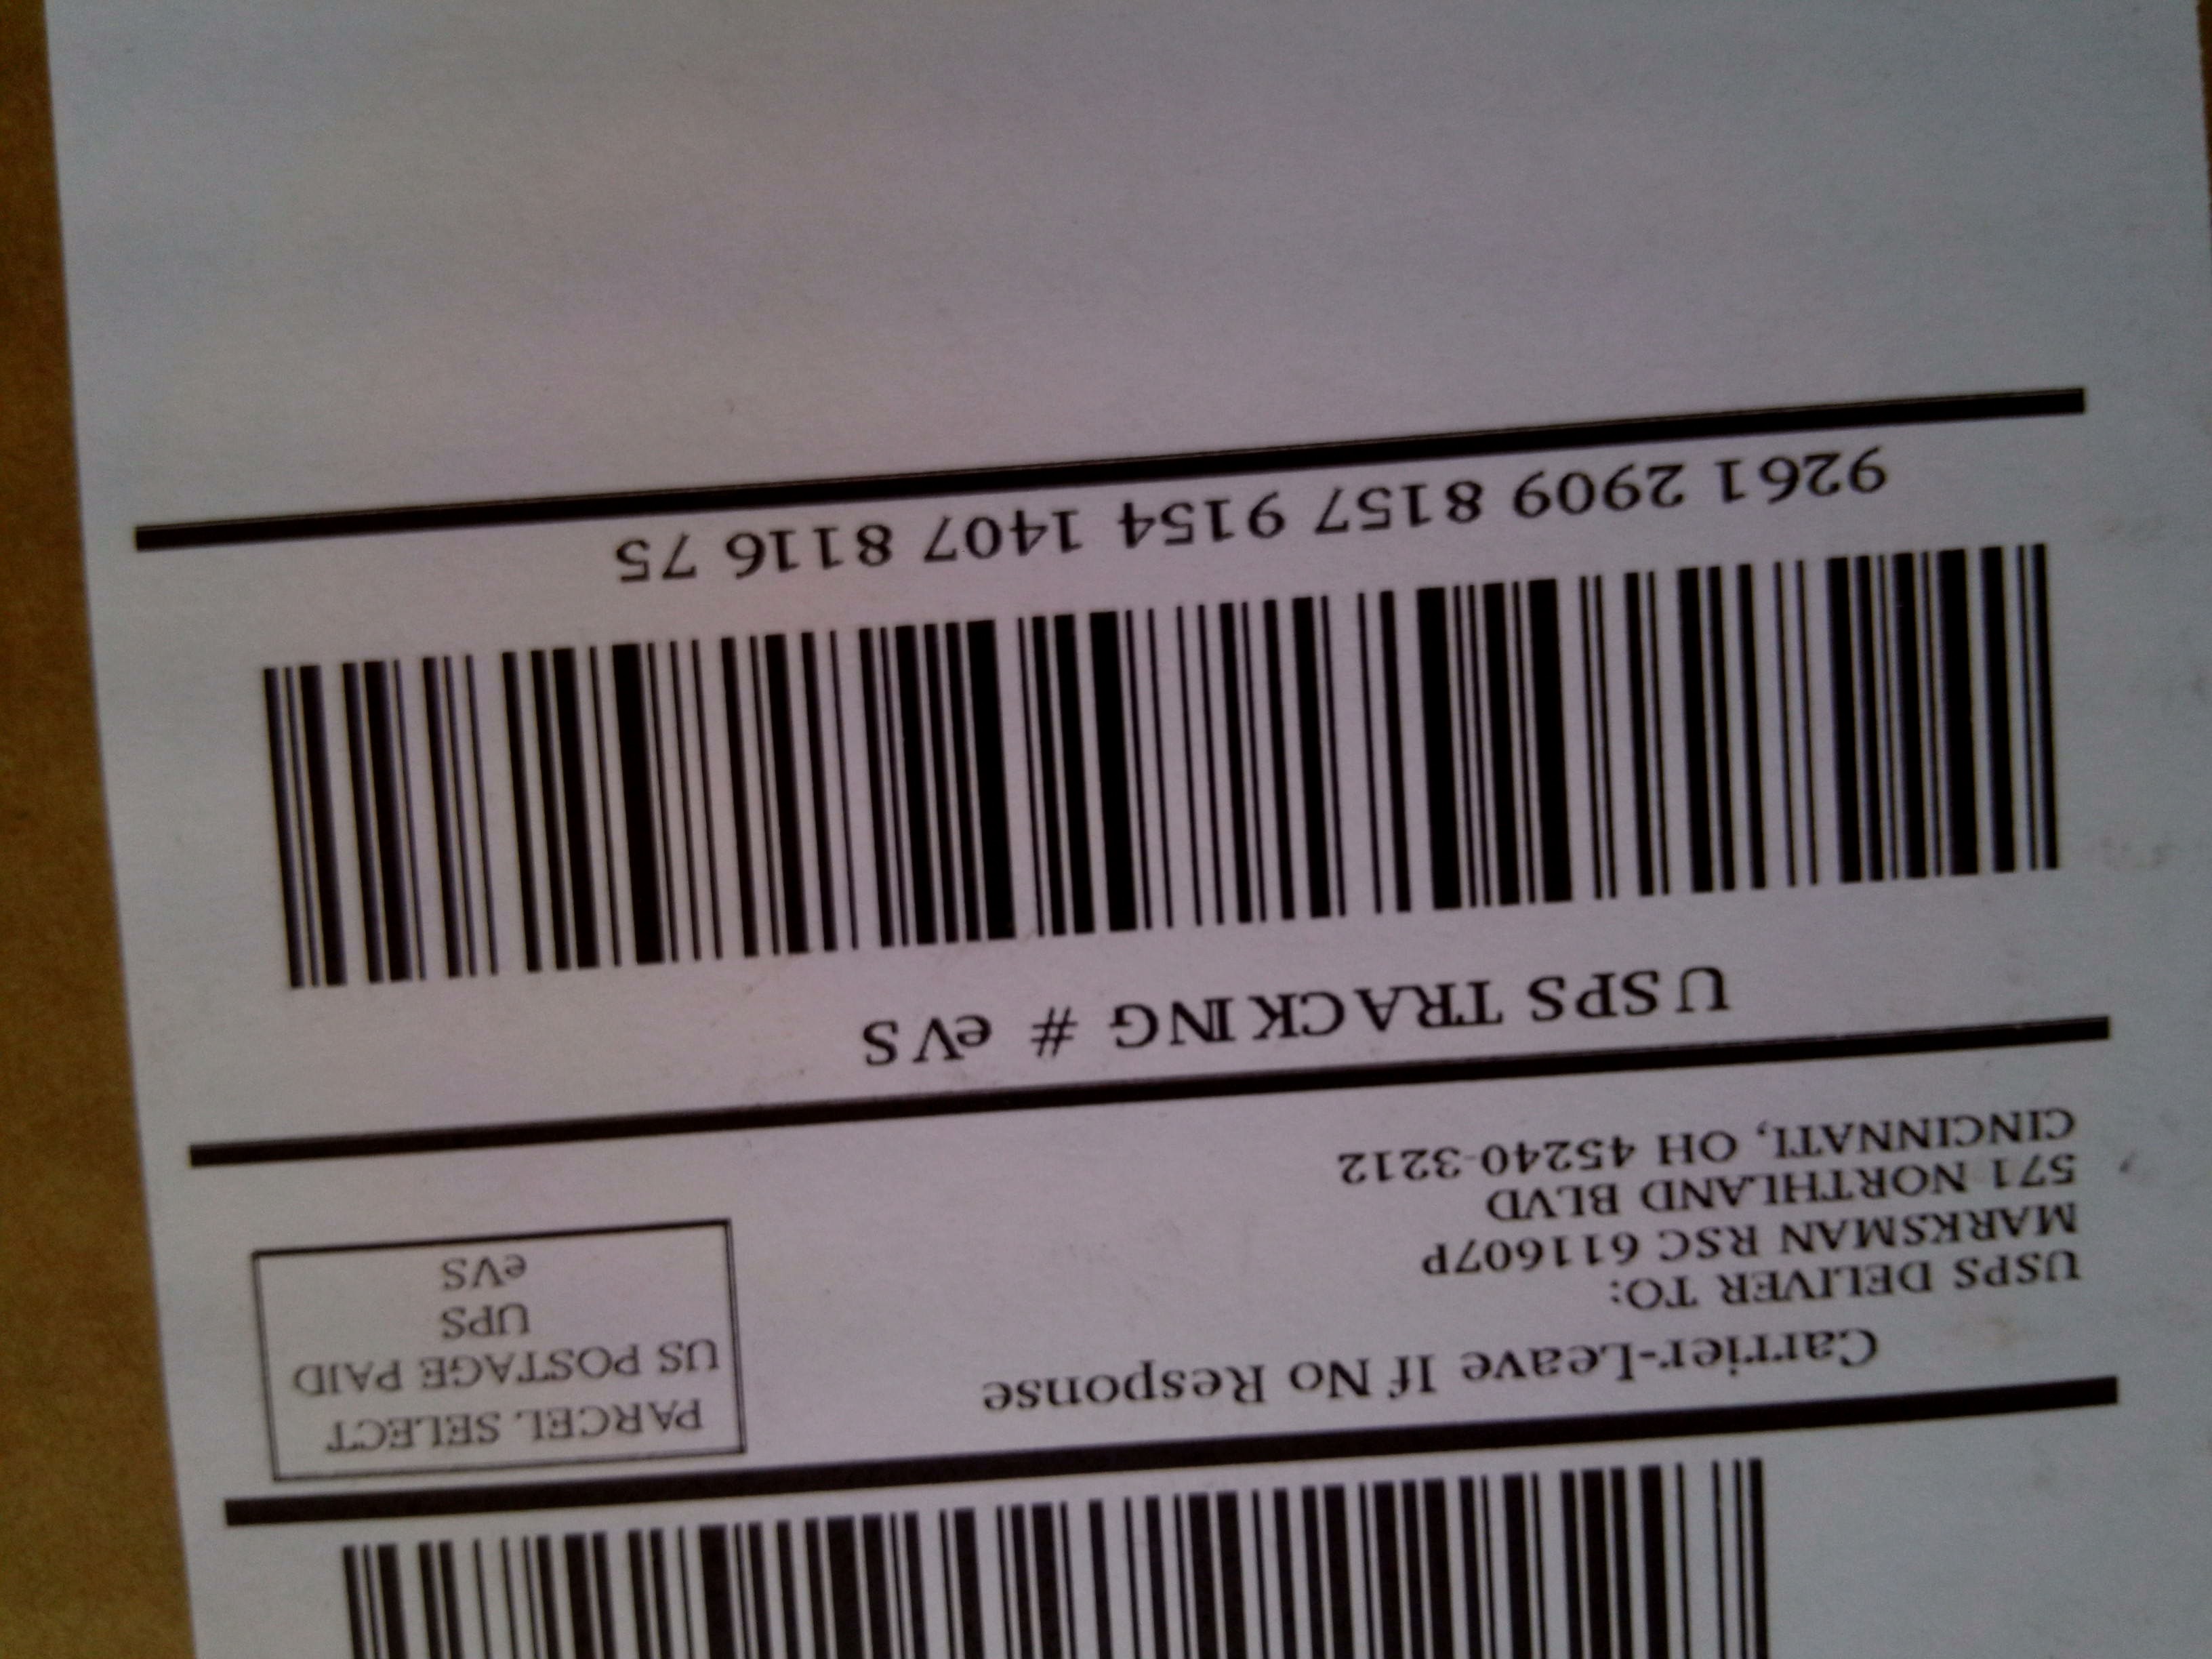 PARCEL SELECT
US POSTAGE PAID
UPS
eVS
Carrier-Leave If No Response
USPS DELIVER TO:
MARKSMAN RSC 611607P
571 NORTHLAND BLVD
CINCINNATI, OH 45240-3212
USPS TRACKING # eVS
9261 2909 8157 9154 1407 8116 75